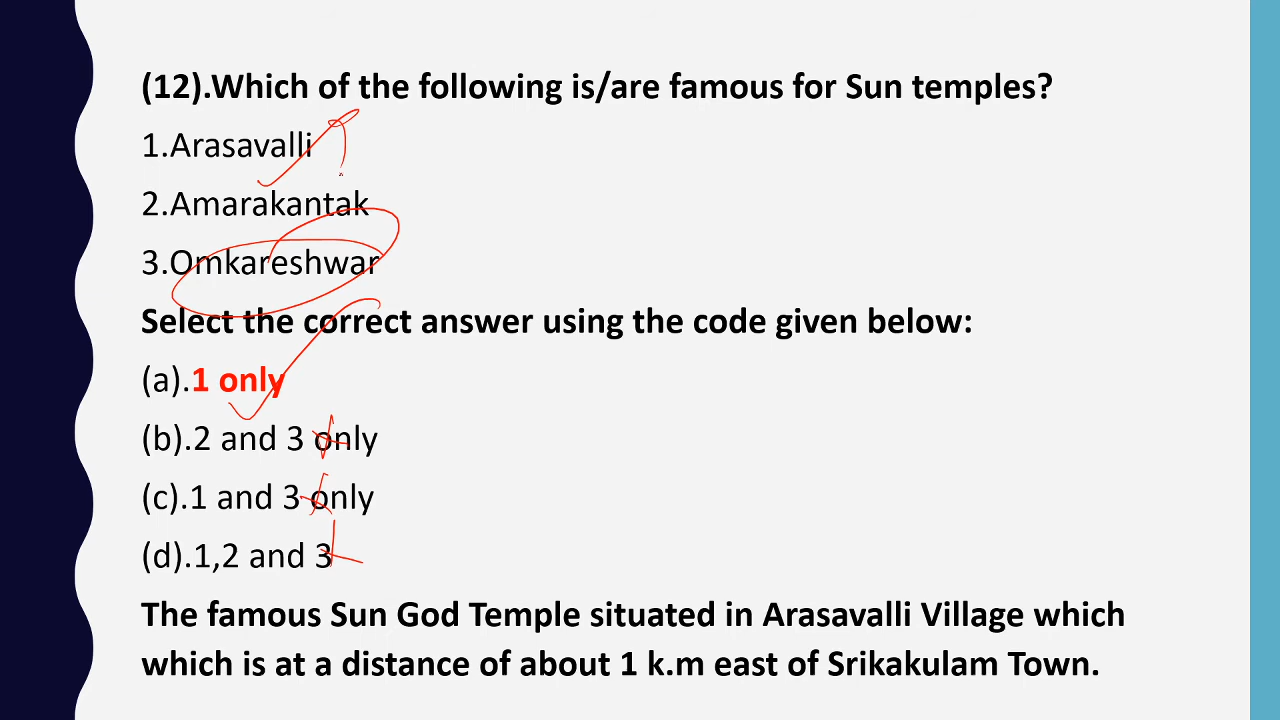 (12).Which of the following is/are famous for Sun temples?
1.Arasavalli
2.Amarakantak
3.Omkareshwar
Select the correct answer using the code given below:
(a).1 only
(b).2 and 3 only
(c).1 and 3 only
(d).1,2 and 3
The famous Sun God Temple situated in Arasavalli Village which
which is at a distance of about 1 k.m east of Srikakulam Town.